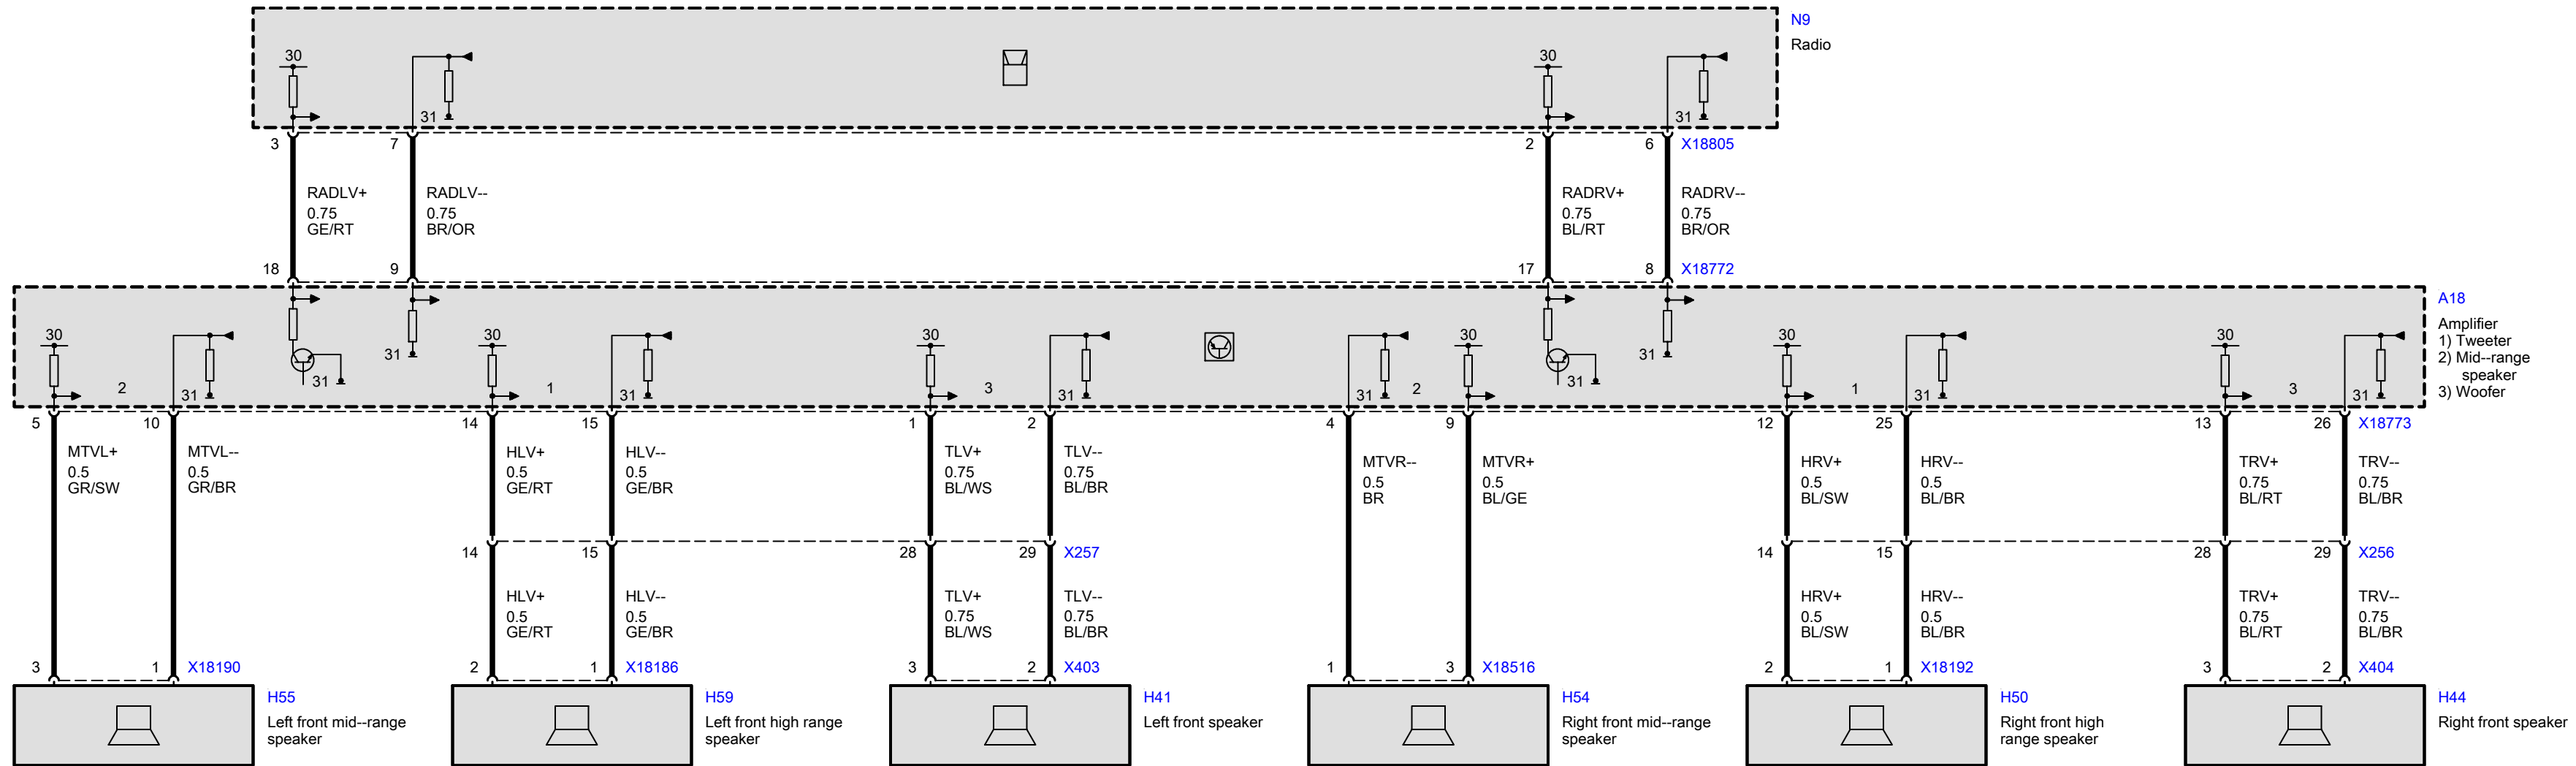 N9
Radio
30
31
30
31
3
7
2
6
X18805
RADLV+
0.75
GE/RT
RADLV--
0.75
BR/OR
RADRV+
0.75
BL/RT
RADRV--
0.75
BR/OR
18
9
17
8
X18772
A18
Amplifier
1) Tweeter
2) Mid--range
speaker
3) Woofer
30
2
31
31
31
30
1
31
30
3
31
31
2
30
31
31
30
1
31
30
3
31
5
10
14
15
1
2
4
9
12
25
13
26
X18773
MTVL+
0.5
GR/SW
MTVL--
0.5
GR/BR
HLV+
0.5
GE/RT
HLV--
0.5
GE/BR
TLV+
0.75
BL/WS
TLV--
0.75
BL/BR
MTVR--
0.5
BR
MTVR+
0.5
BL/GE
HRV+
0.5
BL/SW
HRV--
0.5
BL/BR
TRV+
0.75
BL/RT
TRV--
0.75
BL/BR
14
15
28
29
X257
14
15
28
29
X256
HLV+
0.5
GE/RT
HLV--
0.5
GE/BR
TLV+
0.75
BL/WS
TLV--
0.75
BL/BR
HRV+
0.5
BL/SW
HRV--
0.5
BL/BR
TRV+
0.75
BL/RT
TRV--
0.75
BL/BR
3
1
X18190
2
1
X18186
3
2
X403
1
3
X18516
2
1
X18192
3
2
X404
H55
Left front mid--range
speaker
H59
Left front high range
speaker
H41
Left front speaker
H54
Right front mid--range
speaker
H50
Right front high
range speaker
H44
Right front speaker